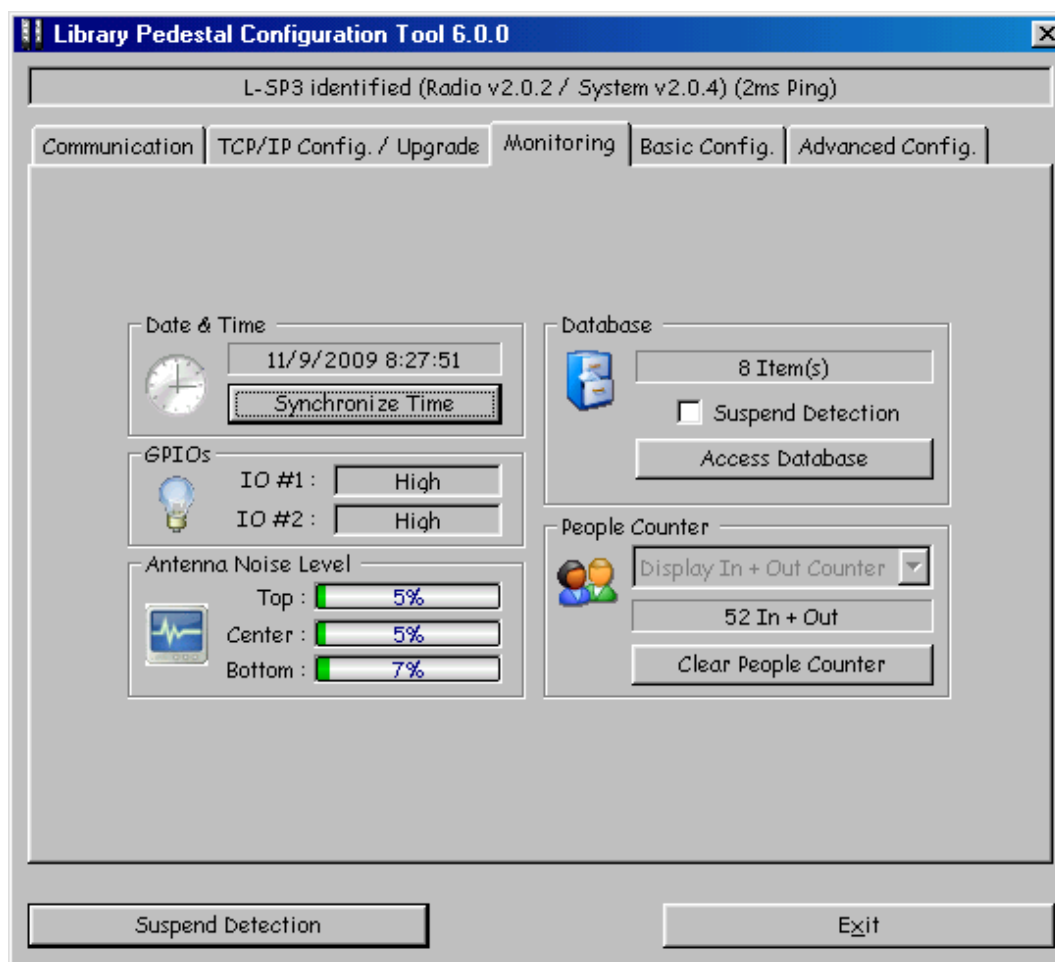 Library Pedestal Configuration Tool 6.0.0
L-SP3 identified (Radio v2.0.2 / System v2.0.4) (2ms Ping)
Communication TCP/IP Config. / Upgrade Monitoring Basic Config. Advanced Config.
Date & Time
11/9/2009 8:27:51
Synchronize Time
GPIOs
IO #1 : High
IO #2 : High
Antenna Noise Level
Top : 5%
Center : 5%
Bottom : 7%
Database
8 Item(s)
Suspend Detection
Access Database
People Counter
Display In + Out Counter
52 In + Out
Clear People Counter
Suspend Detection
Exit